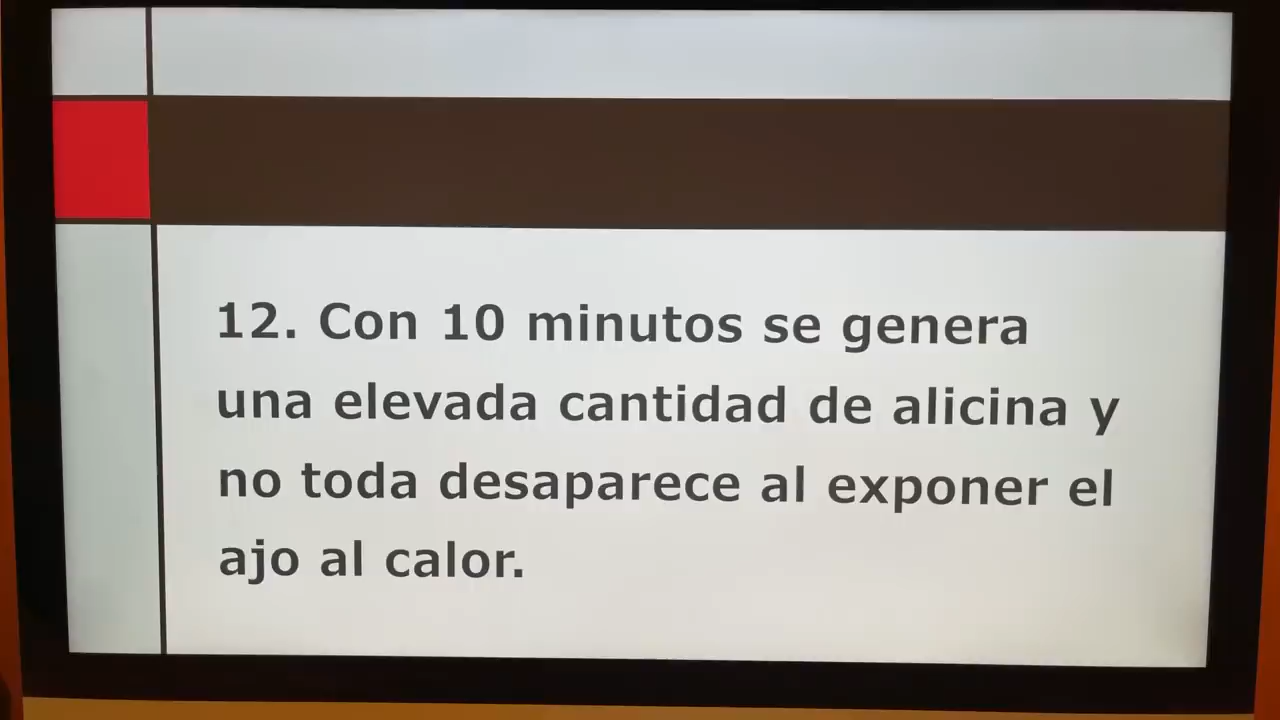 12. Con 10 minutos se genera
una elevada cantidad de alicina y
no toda desaparece al exponer el
ajo al calor.